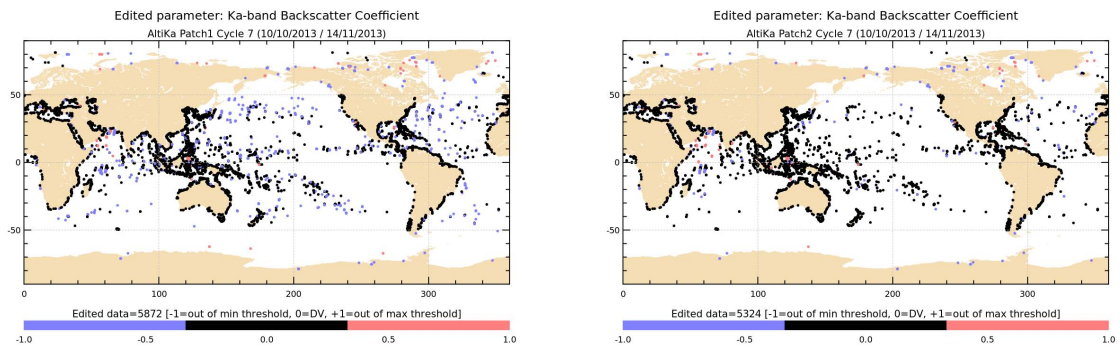 Edited parameter: Ka-band Backscatter Coefficient
AltiKa Patch1 Cycle 7 (10/10/2013 / 14/11/2013)
50
0
-50
0 100 200 300
Edited data=5872 [-1=out of min threshold, 0=DV, +1=out of max threshold]
-1.0 -0.5 0.0 0.5 1.0
Edited parameter: Ka-band Backscatter Coefficient
AltiKa Patch2 Cycle 7 (10/10/2013 / 14/11/2013)
50
0
-50
0 100 200 300
Edited data=5324 [-1=out of min threshold, 0=DV, +1=out of max threshold]
-1.0 -0.5 0.0 0.5 1.0